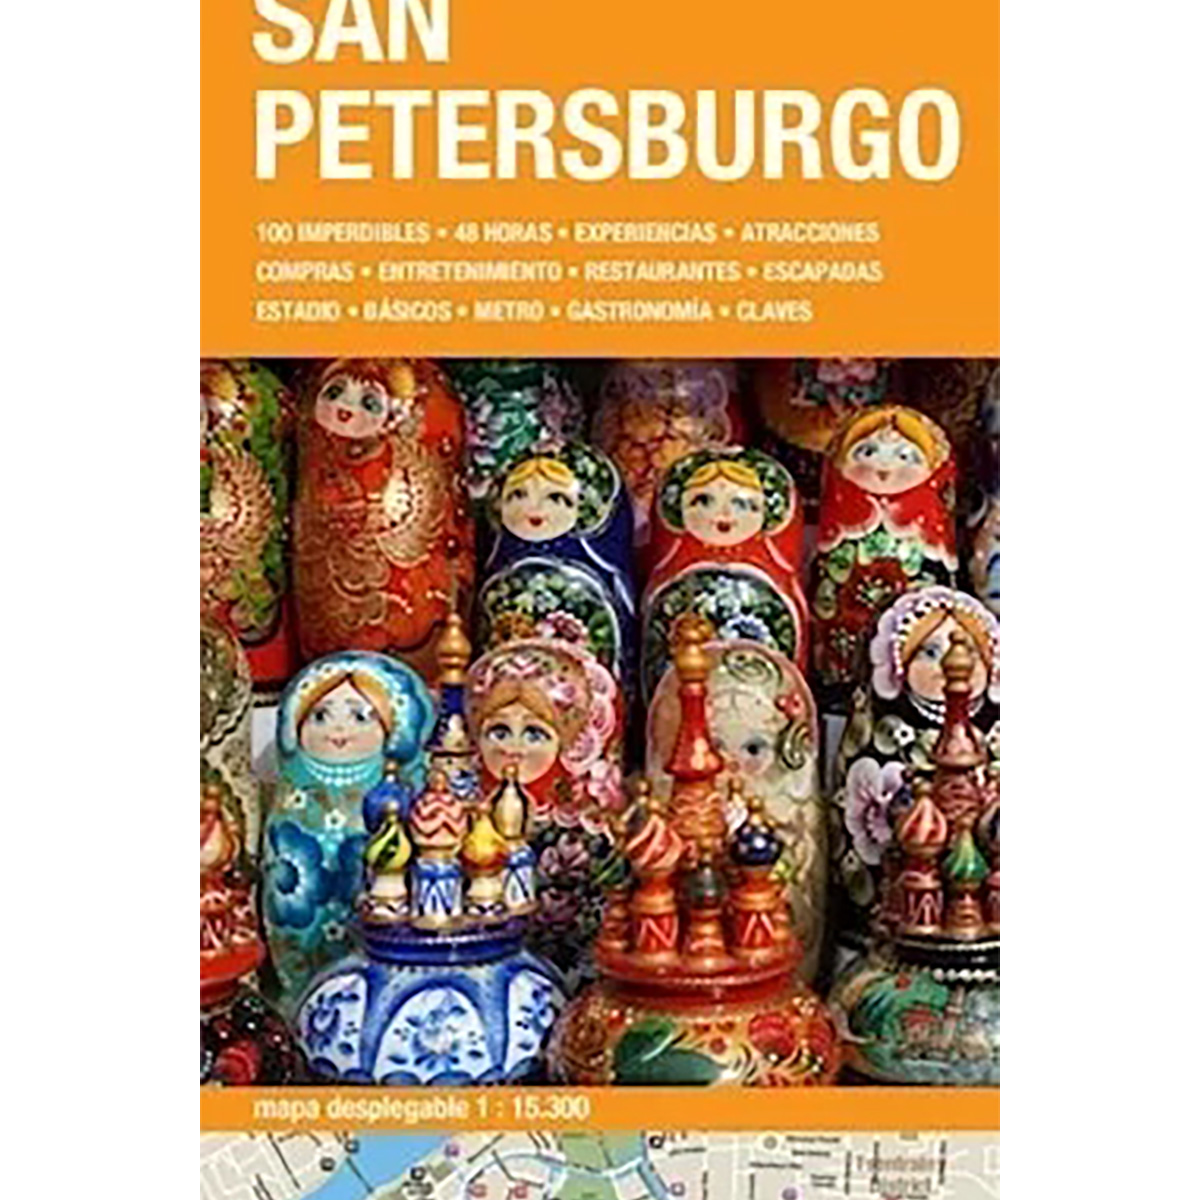 SAN
PETERSBURGO
100 IMPERDIBLES • 48 HORAS • EXPERIENCIAS • ATRACCIONES
COMPRAS • ENTRETENIMIENTO • RESTAURANTES • ESCAPADAS
ESTADIO • BÁSICOS • METRO • GASTRONOMÍA • CLAVES
mapa desplegable 1 : 15.300
District